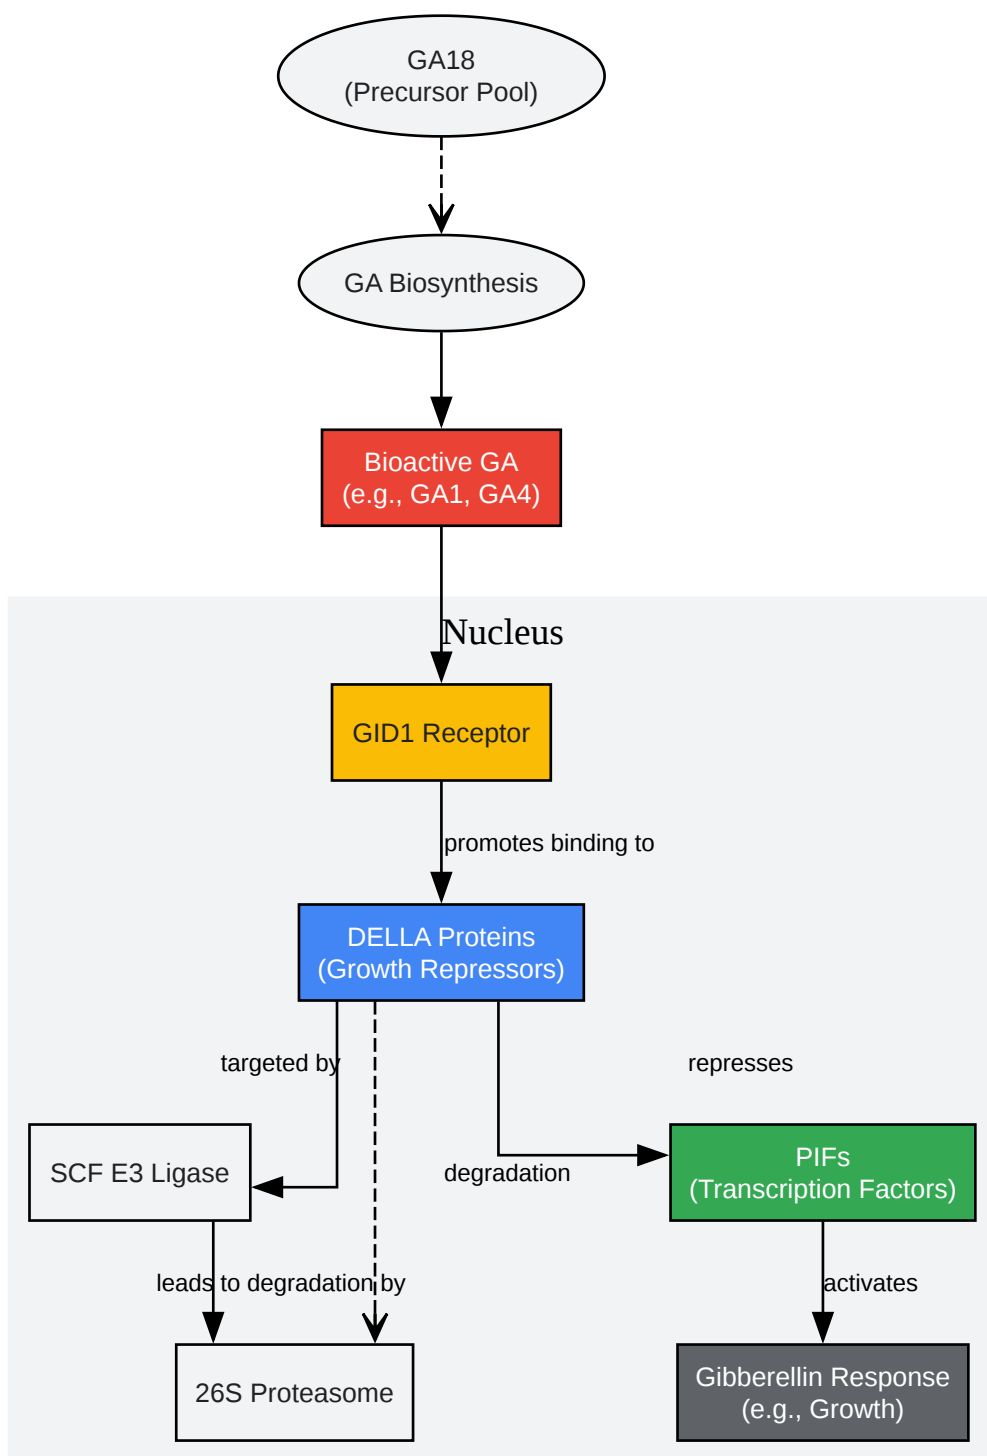 GA18
(Precursor Pool)
GA Biosynthesis
Bioactive GA
(e.g., GA1, GA4)
Nucleus
GID1 Receptor
promotes binding to
DELLA Proteins
(Growth Repressors)
targeted by
represses
SCF E3 Ligase
degradation
PIFs
(Transcription Factors)
leads to degradation by
activates
26S Proteasome
Gibberellin Response
(e.g., Growth)